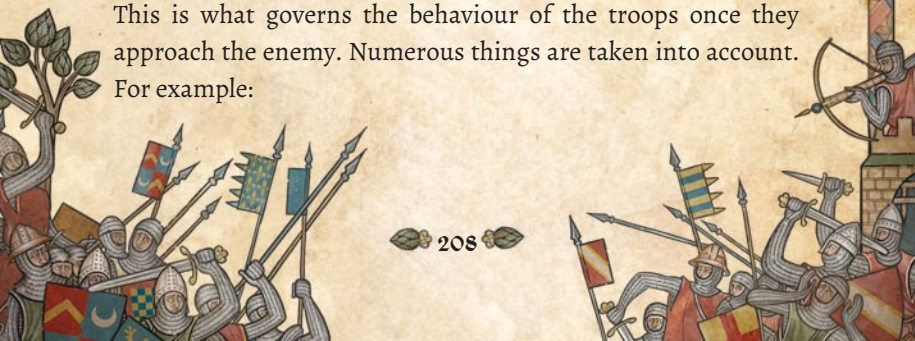 This is what governs the behaviour of the troops once they
approach the enemy. Numerous things are taken into account.
For example:
208